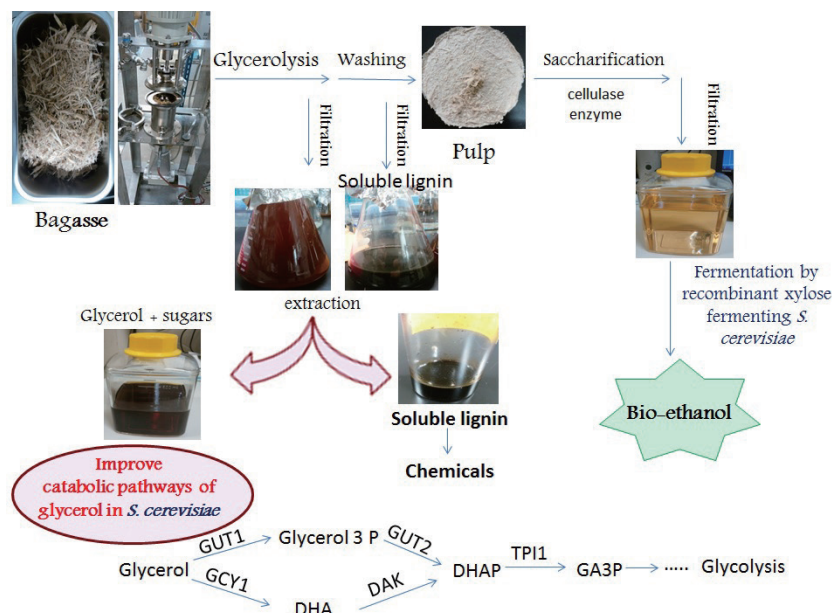 Glycerolysis
Washing
Saccharification
cellulase
enzyme
Filtration
Filtration
Filtration
Pulp
Soluble lignin
Bagasse
extraction
Glycerol + sugars
Fermentation by
recombinant xylose
fermenting S.
cerevisiae
Soluble lignin
Bio-ethanol
Chemicals
Improve
catabolic pathways of
glycerol in S. cerevisiae
GUT1
Glycerol 3 P
GUT2
Glycerol
GCY1
DHA
DAK
DHAP
TPI1
GA3P
.....
Glycolysis